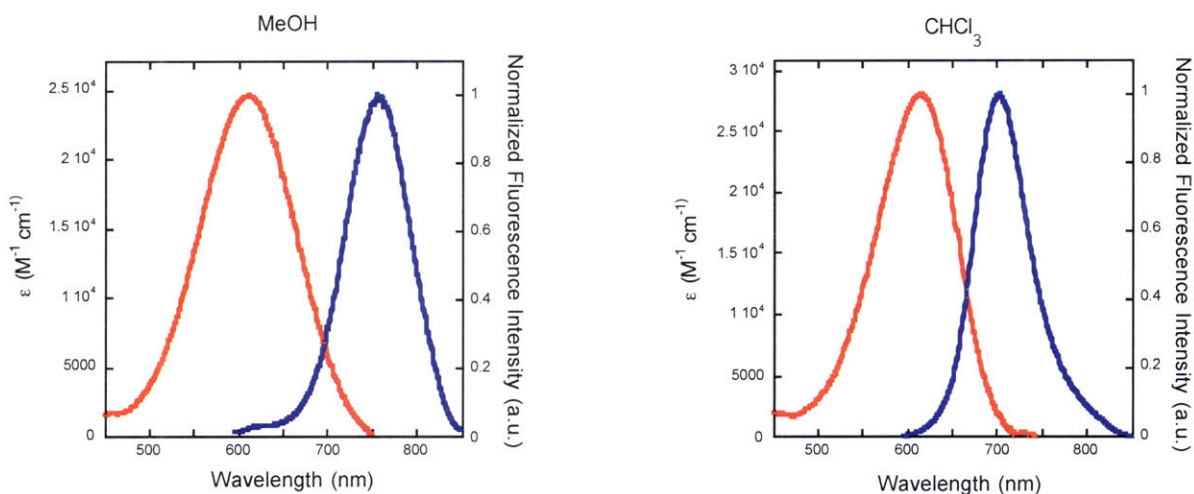 MeOH
2.5 10⁴
2 10⁴
1.5 10⁴
1 10⁴
5000
0
ε (M⁻¹ cm⁻¹)
1
0.8
0.6
0.4
0.2
0
Normalized Fluorescence Intensity (a.u.)
500 600 700 800
Wavelength (nm)
CHCl₃
3 10⁴
2.5 10⁴
2 10⁴
1.5 10⁴
1 10⁴
5000
0
ε (M⁻¹ cm⁻¹)
1
0.8
0.6
0.4
0.2
0
Normalized Fluorescence Intensity (a.u.)
500 600 700 800
Wavelength (nm)